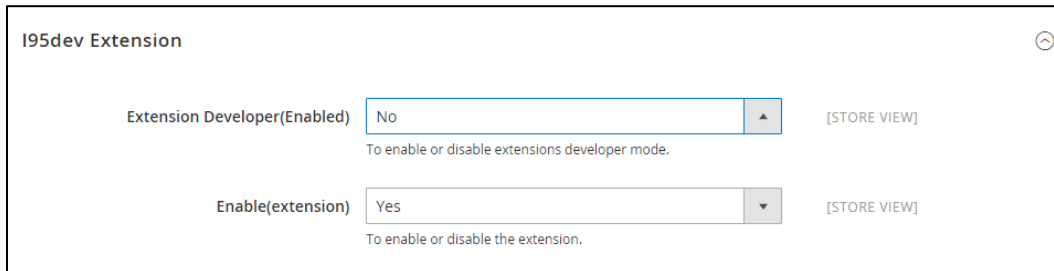 I95dev Extension
Extension Developer(Enabled) No [STORE VIEW]
To enable or disable extensions developer mode.
Enable(extension) Yes [STORE VIEW]
To enable or disable the extension.